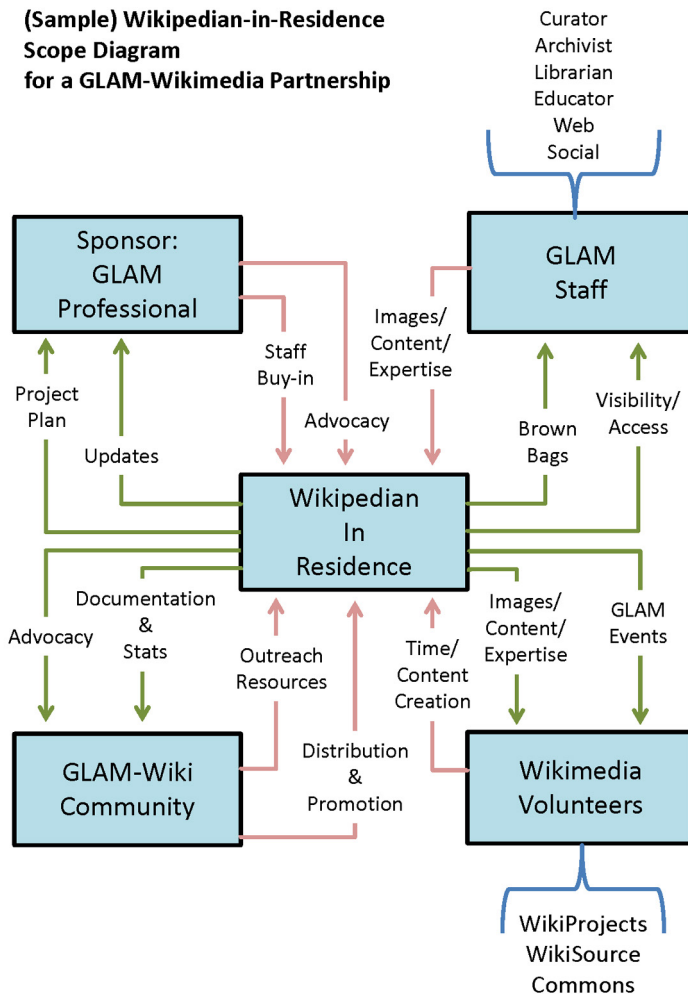 (Sample) Wikipedian-in-Residence
Scope Diagram
for a GLAM-Wikimedia Partnership
Curator
Archivist
Librarian
Educator
Web
Social
Sponsor:
GLAM
Professional
GLAM
Staff
Images/
Content/
Expertise
Staff
Buy-in
Project
Plan
Visibility/
Access
Advocacy
Brown
Bags
Updates
Wikipedian
In
Residence
Documentation
&
Stats
Advocacy
Outreach
Resources
Time/
Content
Creation
Images/
Content/
Expertise
GLAM
Events
Distribution
&
Promotion
GLAM-Wiki
Community
Wikimedia
Volunteers
WikiProjects
WikiSource
Commons